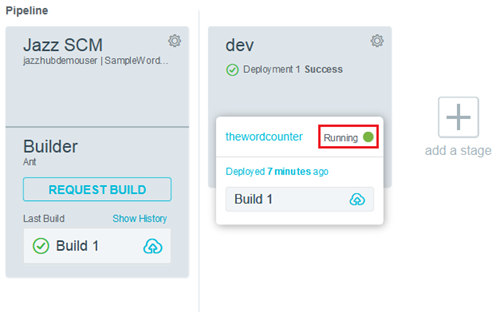 Pipeline
Jazz SCM
jazzhubdemouser | SampleWord...
Builder
Ant
REQUEST BUILD
Last Build Show History
Build 1
dev
Deployment 1 Success
thewordcounter Running
Deployed 7 minutes ago
Build 1
add a stage